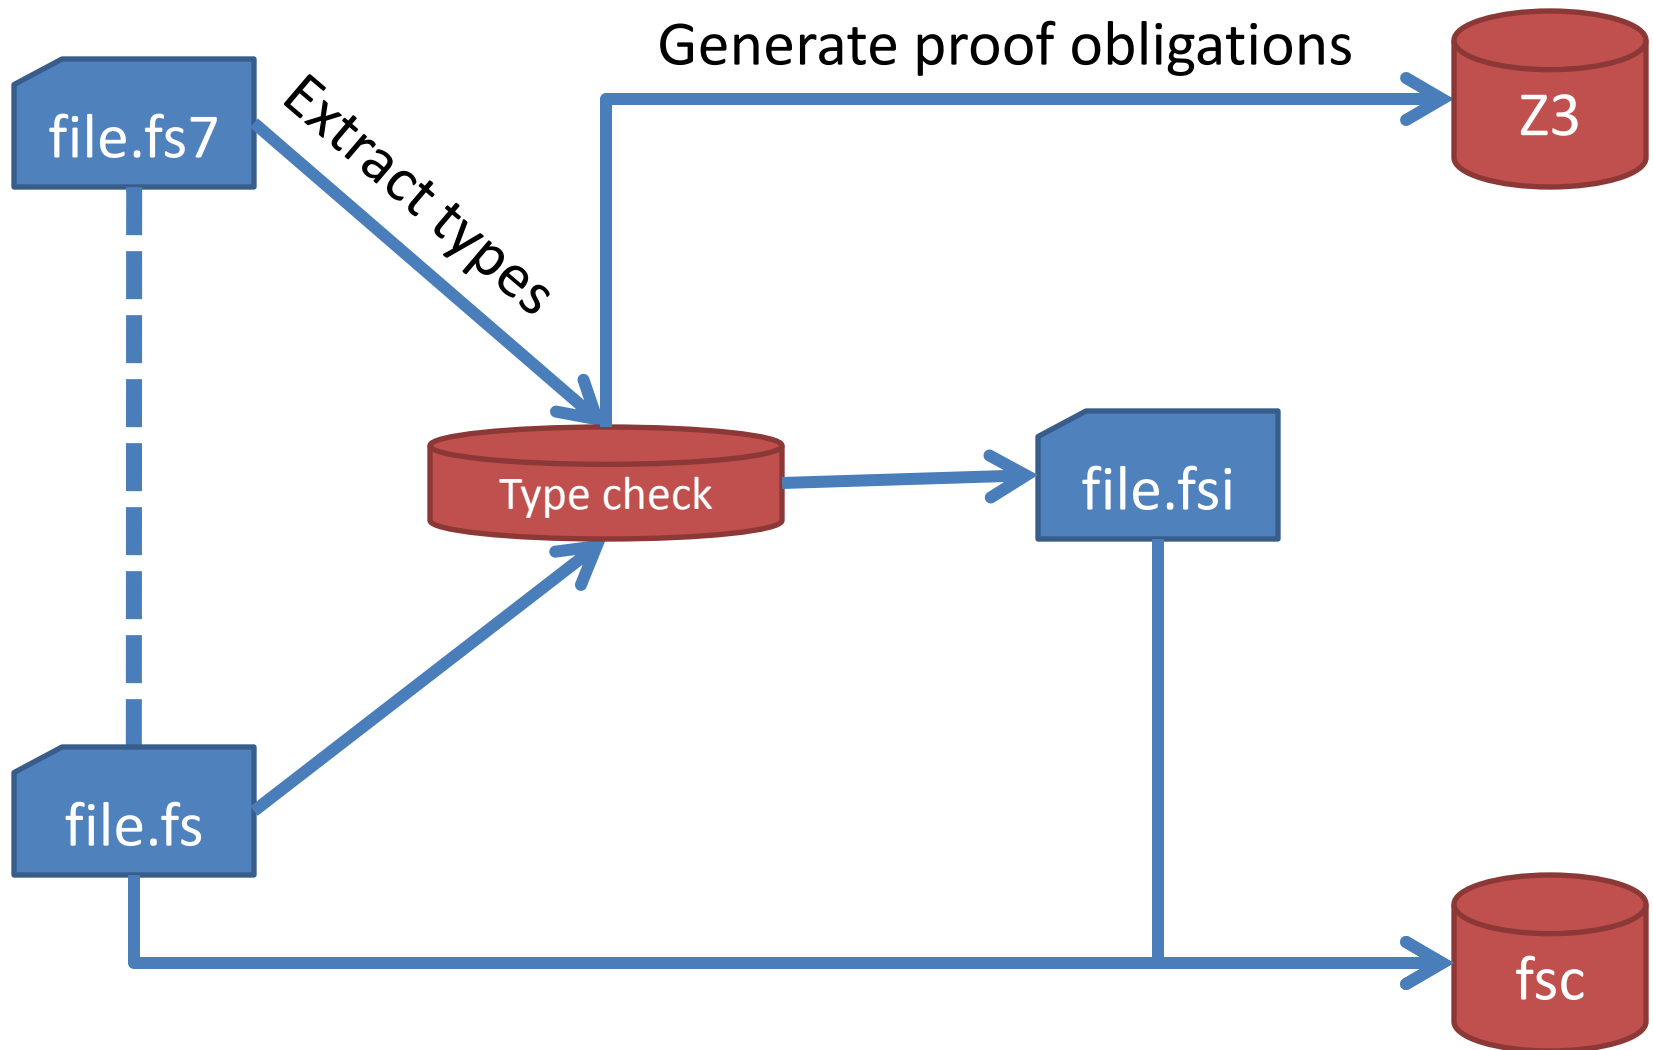 Generate proof obligations
Z3
file.fs7
Extract types
Type check
file.fsi
file.fs
fsc